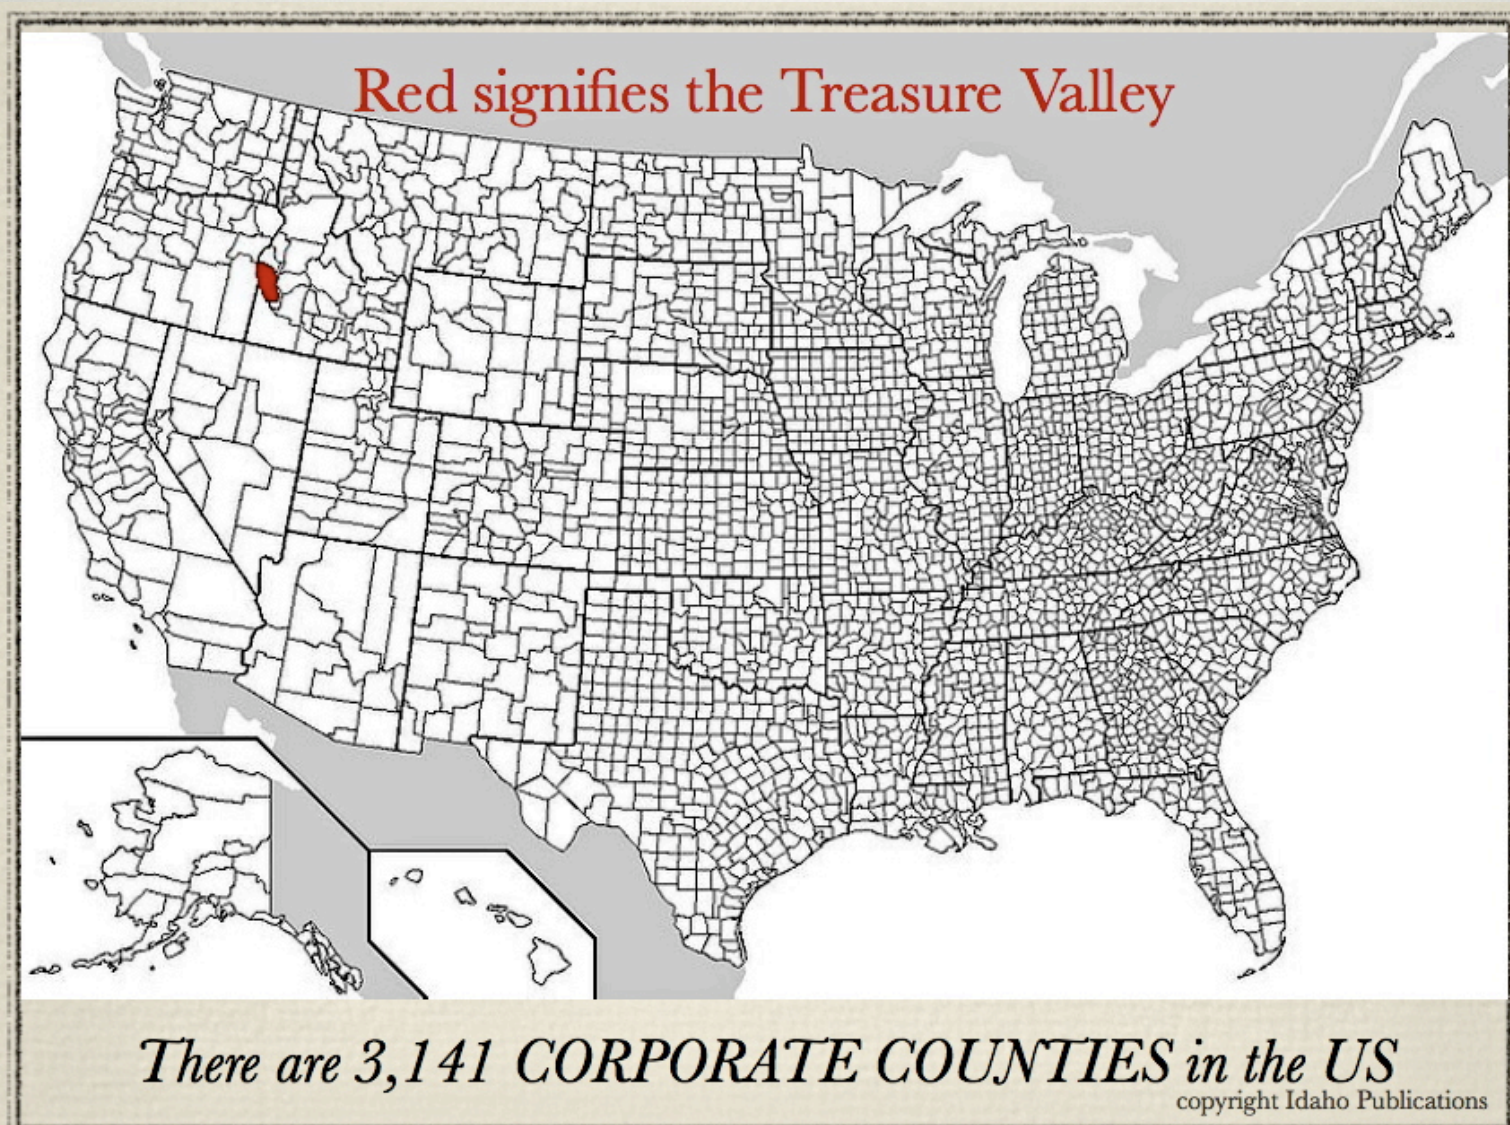 Red signifies the Treasure Valley
There are 3,141 CORPORATE COUNTIES in the US
copyright Idaho Publications